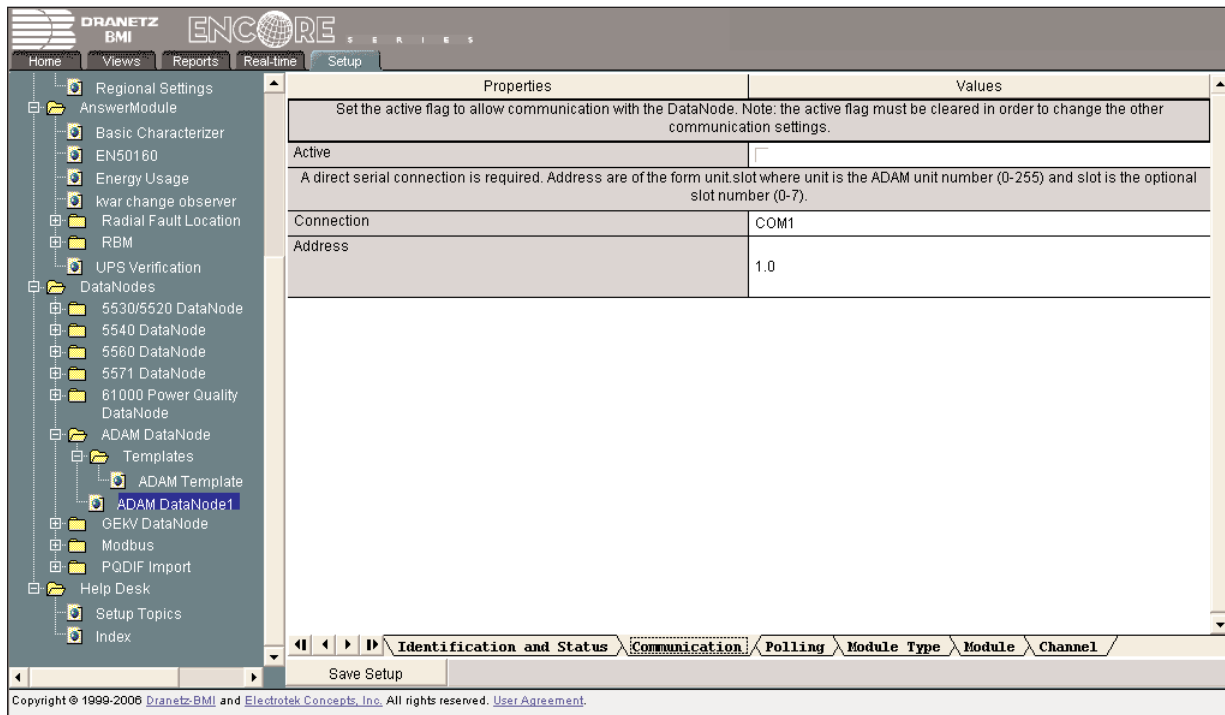 DRANETZ
BMI
ENCORE
SERIES
Home Views Reports Real-time Setup
Regional Settings
AnswerModule
Basic Characterizer
EN50160
Energy Usage
kvar change observer
Radial Fault Location
RBM
UPS Verification
DataNodes
5530/5520 DataNode
5540 DataNode
5560 DataNode
5571 DataNode
61000 Power Quality
DataNode
ADAM DataNode
Templates
ADAM Template
ADAM DataNode1
GEkV DataNode
Modbus
PQDIF Import
Help Desk
Setup Topics
Index
Properties Values
Set the active flag to allow communication with the DataNode. Note: the active flag must be cleared in order to change the other
communication settings.
Active
A direct serial connection is required. Address are of the form unit.slot where unit is the ADAM unit number (0-255) and slot is the optional
slot number (0-7).
Connection COM1
Address 1.0
Identification and Status Communication Polling Module Type Module Channel
Save Setup
Copyright © 1999-2006 Dranetz-BMI and Electrotek Concepts, Inc. All rights reserved. User Agreement.